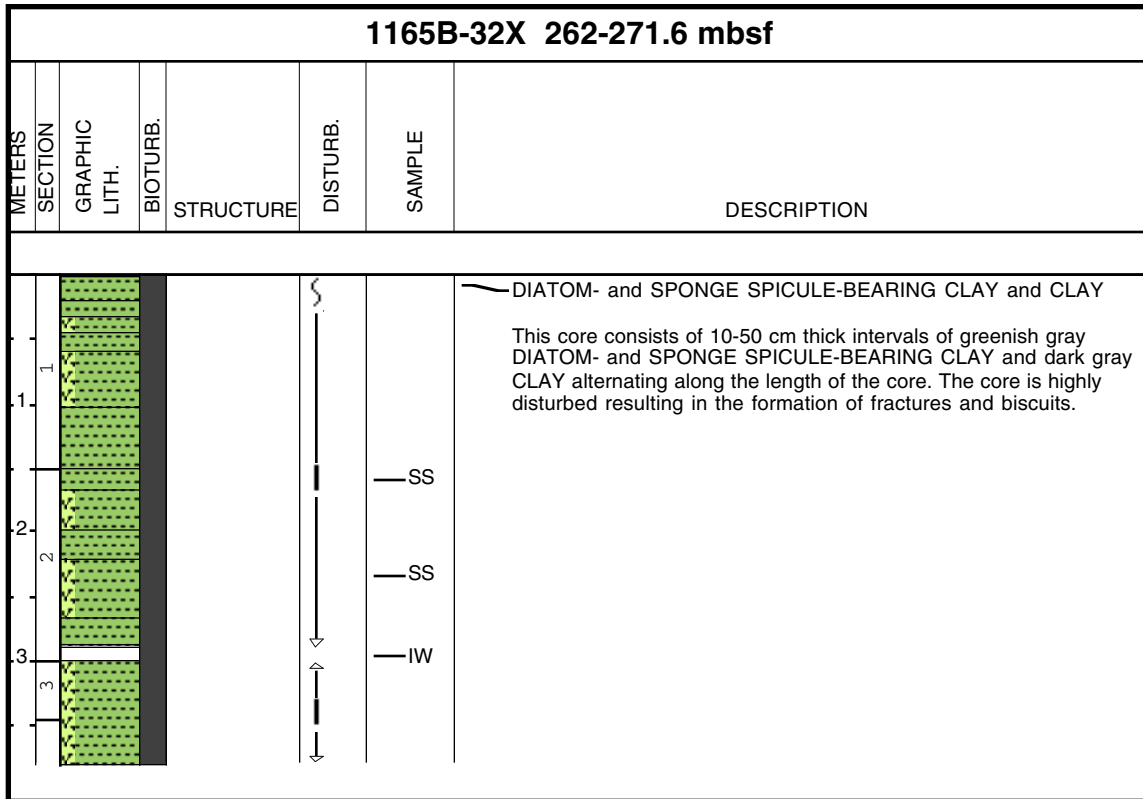 1165B-32X 262-271.6 mbsf
METERS
SECTION
GRAPHIC
LITH.
BIOTURB.
STRUCTURE
DISTURB.
SAMPLE
DESCRIPTION
DIATOM- and SPONGE SPICULE-BEARING CLAY and CLAY
This core consists of 10-50 cm thick intervals of greenish gray
DIATOM- and SPONGE SPICULE-BEARING CLAY and dark gray
CLAY alternating along the length of the core. The core is highly
disturbed resulting in the formation of fractures and biscuits.
1
1
SS
2
2
SS
3
IW
3